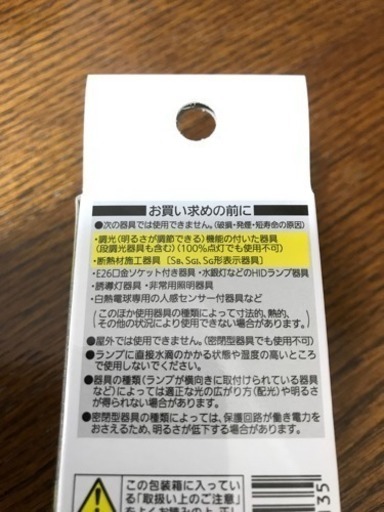 お買い求めの前に
●次の器具では使用できません。(破損・発煙・短寿命の原因)
・調光(明るさが調節できる)機能の付いた器具
(段調光器具も含む)(100%点灯でも使用不可)
・断熱材施工器具 〔SB、SGI、SG形表示器具〕
・E26口金ソケット付き器具・水銀灯などのHIDランプ器具
・誘導灯器具・非常用照明器具
・白熱電球専用の人感センサー付器具など
(このほか使用器具の種類によって寸法的、熱的、
その他の状況により使用できない場合があります。)
●屋外では使用できません。(密閉型器具でも使用不可)
●ランプに直接水滴のかかる状態や湿度の高いところ
で使用しないでください。
●器具の種類(ランプが横向きに取付けられている器具
など)によっては適正な光の広がり方(配光)や明るさ
が得られない場合があります。
●密閉型器具の種類によっては、保護回路が働き電力を
おさえるため、明るさが低下する場合があります。
この包装箱に入っている
「取扱い上のご注意」
をよくお読みの上、正し
135